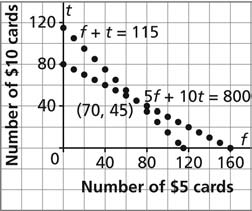 t
120
f + t = 115
80
5f + 10t = 800
40
(70, 45)
f
0
40
80
120
160
Number of $10 cards
Number of $5 cards